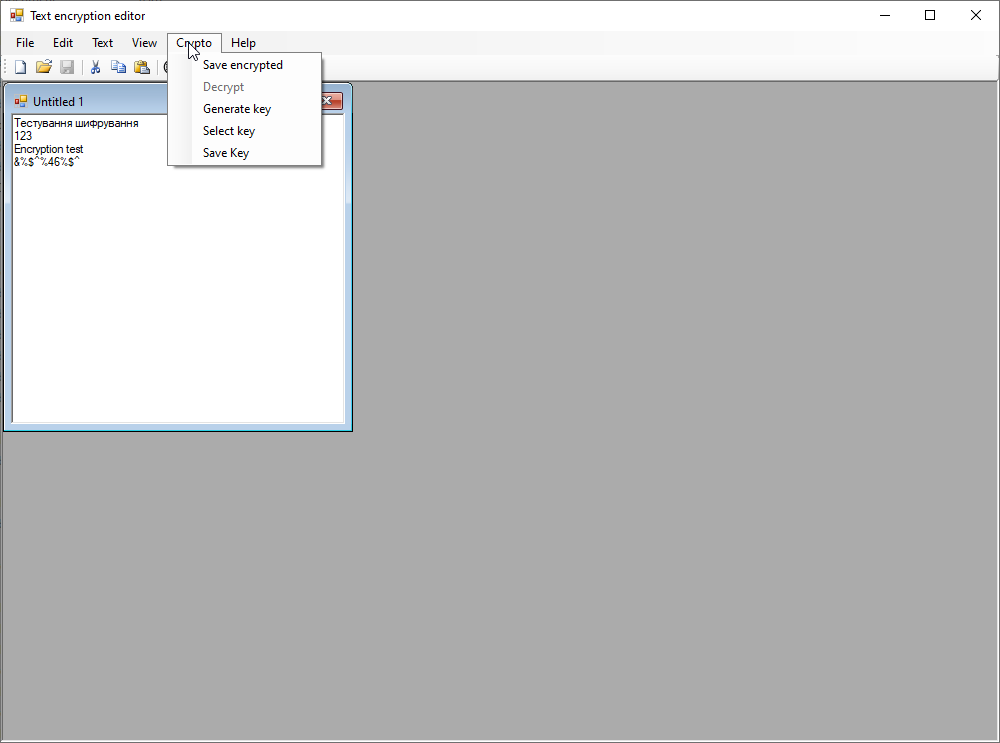 Text encryption editor
File Edit Text View Crypto Help
Save encrypted
Decrypt
Generate key
Select key
Save Key
Untitled 1
Тестування шифрування
123
Encryption test
&%$^%46%$^